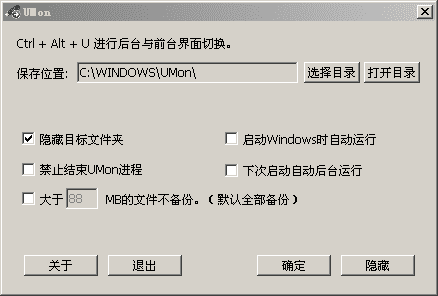 UMon
Ctrl + Alt + U 进行后台与前台界面切换。
保存位置: C:\WINDOWS\UMon\ 选择目录 打开目录
隐藏目标文件夹 启动Windows时自动运行
禁止结束UMon进程 下次启动自动后台运行
大于 88 MB的文件不备份。(默认全部备份)
关于 退出 确定 隐藏